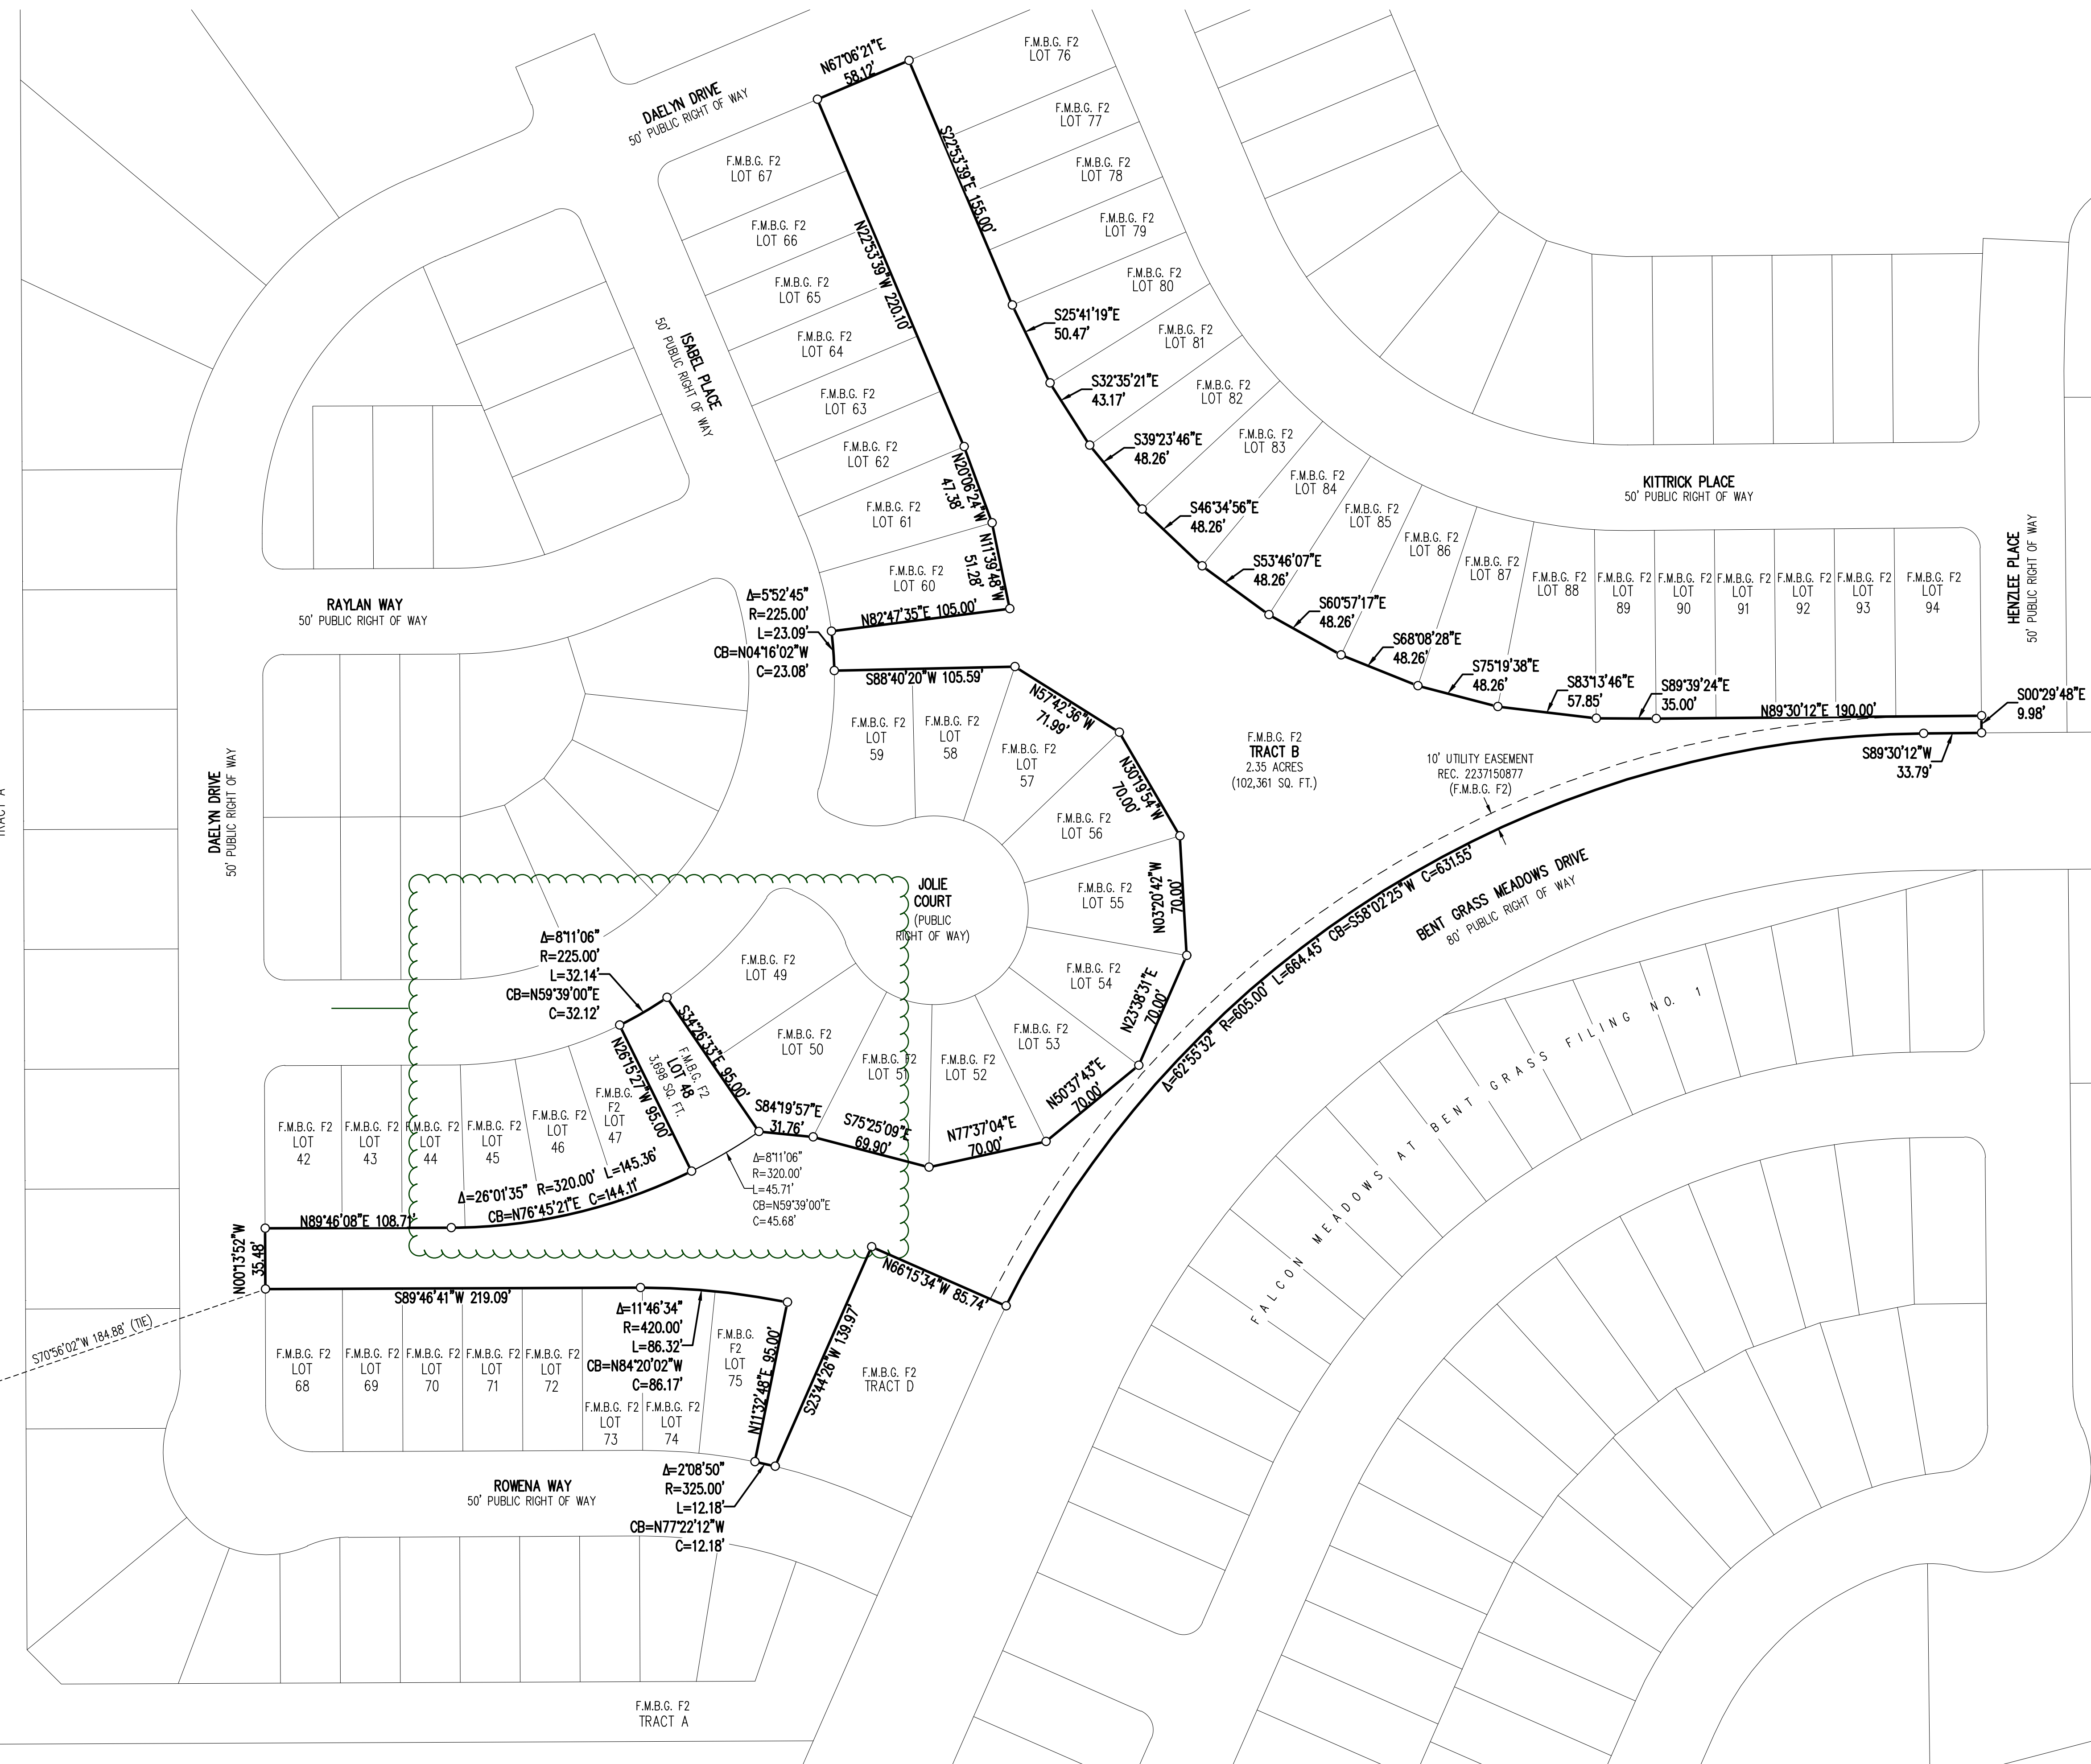 N67°06'21"E
58.12'
DAELYN DRIVE
50' PUBLIC RIGHT OF WAY
F.M.B.G. F2
LOT 76
F.M.B.G. F2
LOT 77
F.M.B.G. F2
LOT 78
F.M.B.G. F2
LOT 79
F.M.B.G. F2
LOT 80
F.M.B.G. F2
LOT 81
F.M.B.G. F2
LOT 82
F.M.B.G. F2
LOT 83
F.M.B.G. F2
LOT 84
F.M.B.G. F2
LOT 85
F.M.B.G. F2
LOT 86
F.M.B.G. F2
LOT 87
F.M.B.G. F2
LOT 88
F.M.B.G. F2
LOT
89
F.M.B.G. F2
LOT
90
F.M.B.G. F2
LOT
91
F.M.B.G. F2
LOT
92
F.M.B.G. F2
LOT
93
F.M.B.G. F2
LOT
94
S22°53'39"E 155.00'
N22°53'39"W 220.10'
F.M.B.G. F2
LOT 67
F.M.B.G. F2
LOT 66
F.M.B.G. F2
LOT 65
F.M.B.G. F2
LOT 64
F.M.B.G. F2
LOT 63
F.M.B.G. F2
LOT 62
F.M.B.G. F2
LOT 61
F.M.B.G. F2
LOT 60
ISABEL PLACE
50' PUBLIC RIGHT OF WAY
S25°41'19"E
50.47'
S32°35'21"E
43.17'
S39°23'46"E
48.26'
S46°34'56"E
48.26'
S53°46'07"E
48.26'
S60°57'17"E
48.26'
S68°08'28"E
48.26'
S75°19'38"E
48.26'
S83°13'46"E
57.85'
S89°39'24"E
35.00'
N89°30'12"E 190.00'
S00°29'48"E
9.98'
S89°30'12"W
33.79'
KITTRICK PLACE
50' PUBLIC RIGHT OF WAY
HENZLEE PLACE
50' PUBLIC RIGHT OF WAY
N20°06'24"W
47.38'
N11°39'48"W
51.28'
N82°47'35"E 105.00'
Δ=5°52'45"
R=225.00'
L=23.09'
CB=N04°16'02"W
C=23.08'
S88°40'20"W 105.59'
RAYLAN WAY
50' PUBLIC RIGHT OF WAY
DAELYN DRIVE
50' PUBLIC RIGHT OF WAY
TRACT A
F.M.B.G. F2
LOT
59
F.M.B.G. F2
LOT
58
F.M.B.G. F2
LOT
57
F.M.B.G. F2
LOT 56
F.M.B.G. F2
LOT 55
F.M.B.G. F2
LOT 54
F.M.B.G. F2
LOT 53
F.M.B.G. F2
LOT 52
F.M.B.G. F2
LOT 51
F.M.B.G. F2
LOT 50
F.M.B.G. F2
LOT 49
N57°42'36"W
71.99'
N30°19'54"W
70.00'
N03°20'42"W
70.00'
N23°38'31"E
70.00'
N50°37'43"E
70.00'
N77°37'04"E
70.00'
S75°25'09"E
69.90'
S84°19'57"E
31.76'
F.M.B.G. F2
TRACT B
2.35 ACRES
(102,361 SQ. FT.)
10' UTILITY EASEMENT
REC. 2237150877
(F.M.B.G. F2)
BENT GRASS MEADOWS DRIVE
80' PUBLIC RIGHT OF WAY
Δ=62°55'32" R=605.00' L=664.45' CB=S58°02'25"W C=631.55'
JOLIE
COURT
(PUBLIC
RIGHT OF WAY)
Δ=8°11'06"
R=225.00'
L=32.14'
CB=N59°39'00"E
C=32.12'
S34°26'33"E 95.00'
F.M.B.G. F2
LOT 48
3,698 SQ. FT.
N26°15'27"W 95.00'
Δ=8°11'06"
R=320.00'
L=45.71'
CB=N59°39'00"E
C=45.68'
F.M.B.G. F2
LOT
42
F.M.B.G. F2
LOT
43
F.M.B.G. F2
LOT
44
F.M.B.G. F2
LOT
45
F.M.B.G. F2
LOT
46
F.M.B.G.
F2
LOT
47
Δ=26°01'35" R=320.00' L=145.36'
CB=N76°45'21"E C=144.11'
N89°46'08"E 108.71'
N00°13'52"W
35.48'
S89°46'41"W 219.09'
S70°56'02"W 184.88' (TIE)
Δ=11°46'34"
R=420.00'
L=86.32'
CB=N84°20'02"W
C=86.17'
F.M.B.G. F2
LOT
68
F.M.B.G. F2
LOT
69
F.M.B.G. F2
LOT
70
F.M.B.G. F2
LOT
71
F.M.B.G. F2
LOT
72
F.M.B.G. F2
LOT
73
F.M.B.G. F2
LOT
74
F.M.B.G.
F2
LOT
75
N11°32'48"E 95.00'
S23°44'26"W 139.97'
N66°15'34"W 85.74'
F.M.B.G. F2
TRACT D
Δ=2°08'50"
R=325.00'
L=12.18'
CB=N77°22'12"W
C=12.18'
ROWENA WAY
50' PUBLIC RIGHT OF WAY
FALCON MEADOWS AT BENT GRASS FILING NO. 1
F.M.B.G. F2
TRACT A